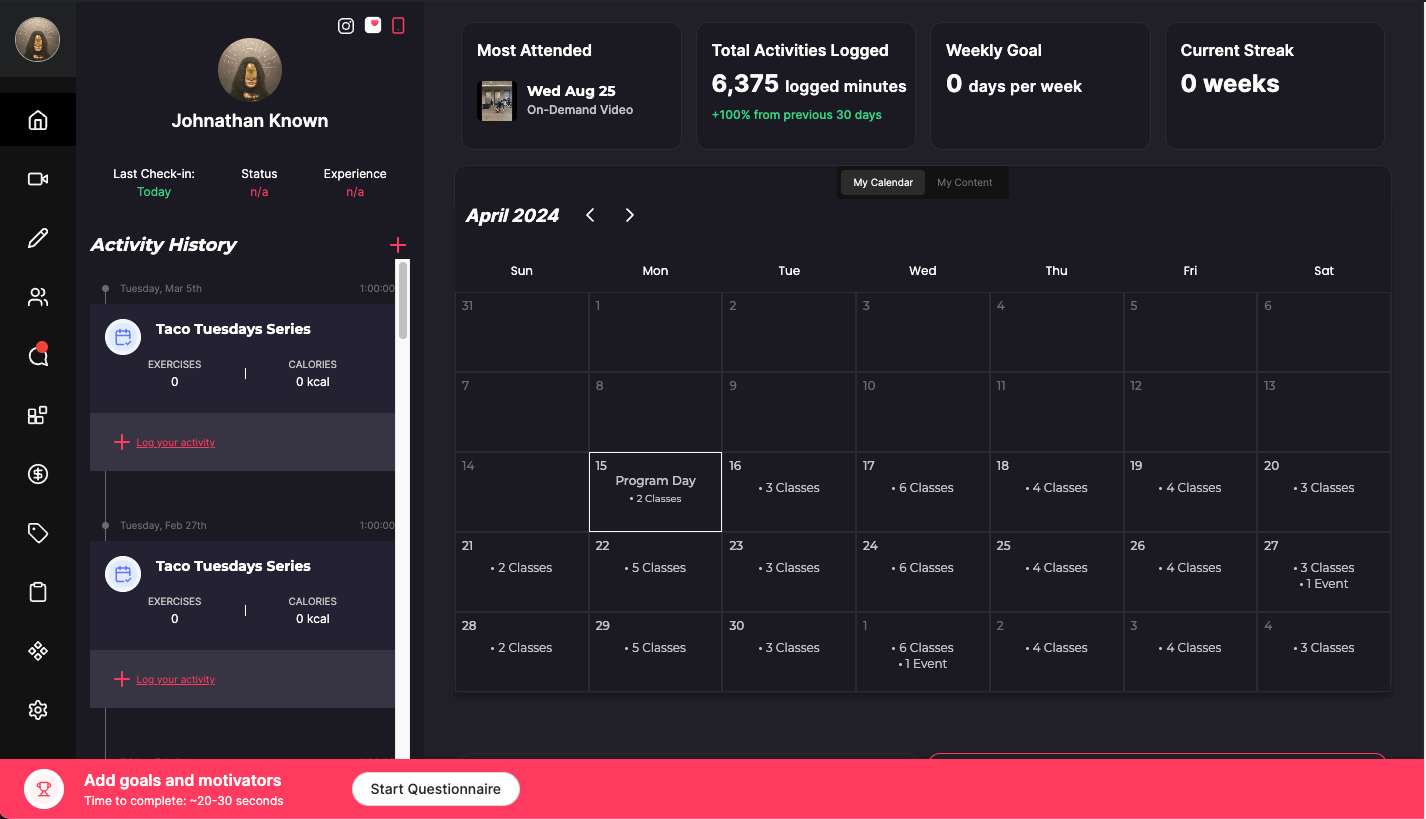 Johnathan Known
Last Check-in:
Today
Status
n/a
Experience
n/a
Activity History
Tuesday, Mar 5th 1:00:00
Taco Tuesdays Series
EXERCISES
0
|
CALORIES
0 kcal
Log your activity
Tuesday, Feb 27th 1:00:00
Taco Tuesdays Series
EXERCISES
0
|
CALORIES
0 kcal
Log your activity
Most Attended
Wed Aug 25
On-Demand Video
Total Activities Logged
6,375 logged minutes
+100% from previous 30 days
Weekly Goal
0 days per week
Current Streak
0 weeks
My Calendar My Content
April 2024
Sun Mon Tue Wed Thu Fri Sat
31 1 2 3 4 5 6
7 8 9 10 11 12 13
14
15
Program Day
• 2 Classes
16
• 3 Classes
17
• 6 Classes
18
• 4 Classes
19
• 4 Classes
20
• 3 Classes
21
• 2 Classes
22
• 5 Classes
23
• 3 Classes
24
• 6 Classes
25
• 4 Classes
26
• 4 Classes
27
• 3 Classes
• 1 Event
28
• 2 Classes
29
• 5 Classes
30
• 3 Classes
1
• 6 Classes
• 1 Event
2
• 4 Classes
3
• 4 Classes
4
• 3 Classes
Add goals and motivators
Time to complete: ~20-30 seconds
Start Questionnaire